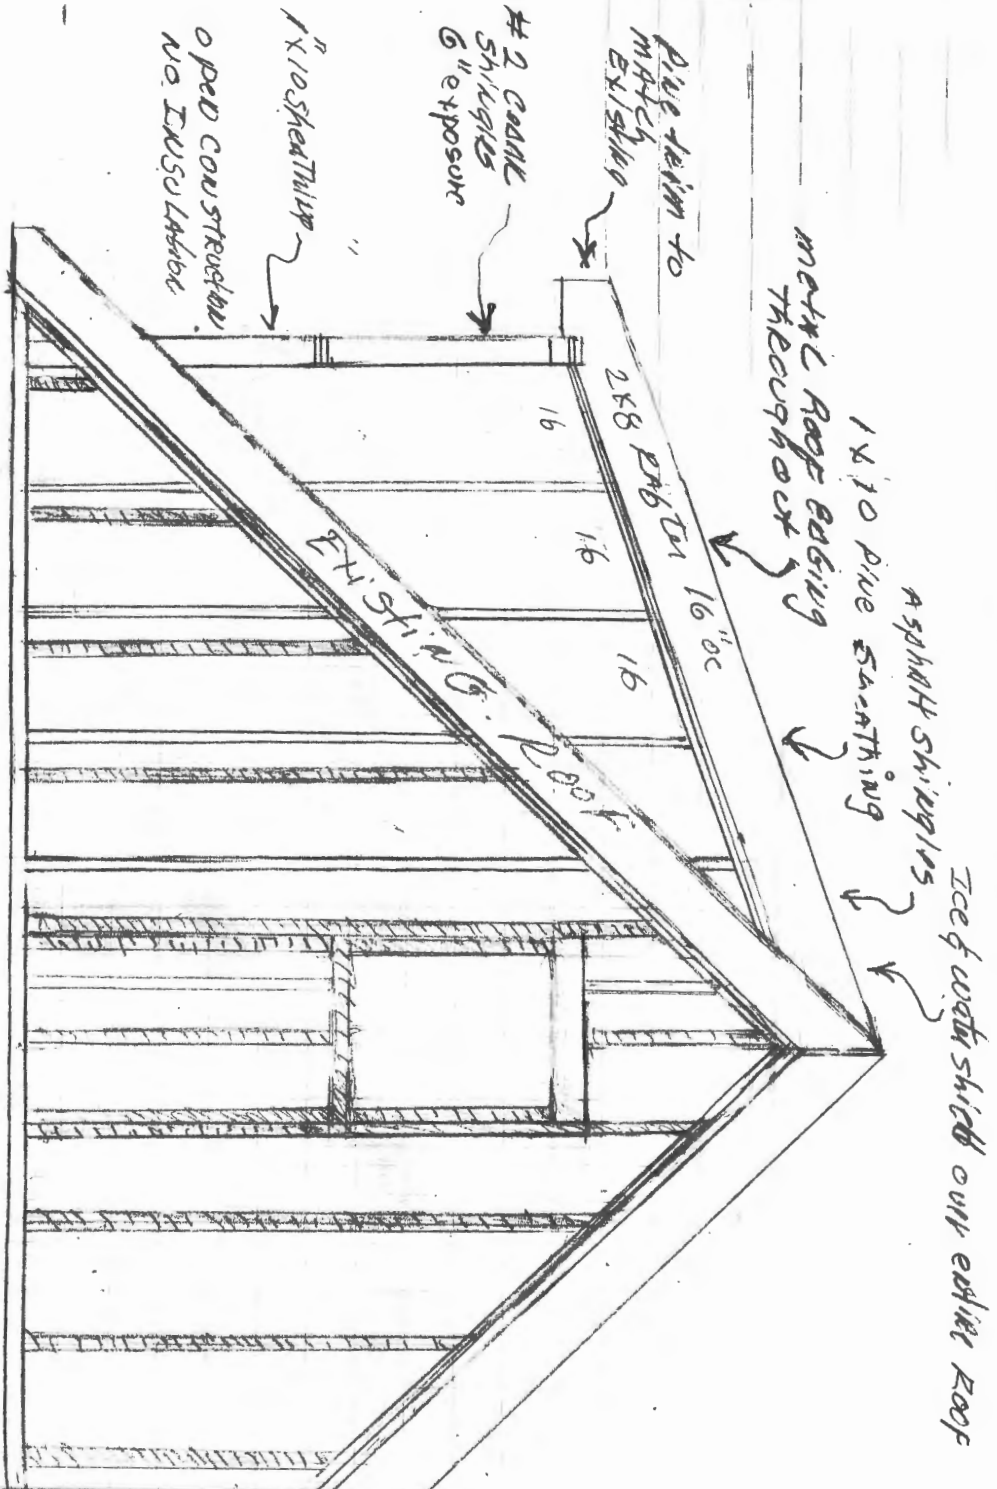 Ice & water shield over entire Roof
Asphalt shingles
1x10 Pine Sheathing
metal Roof Edging
Throughout
Pine trim to
match
Existing
#2 Cedar
shingles
6" exposure
1"x10 sheathing
"
open construction.
No INSULATION
2x8 RAFTER 16"oc
16
16
16
Existing. Roof